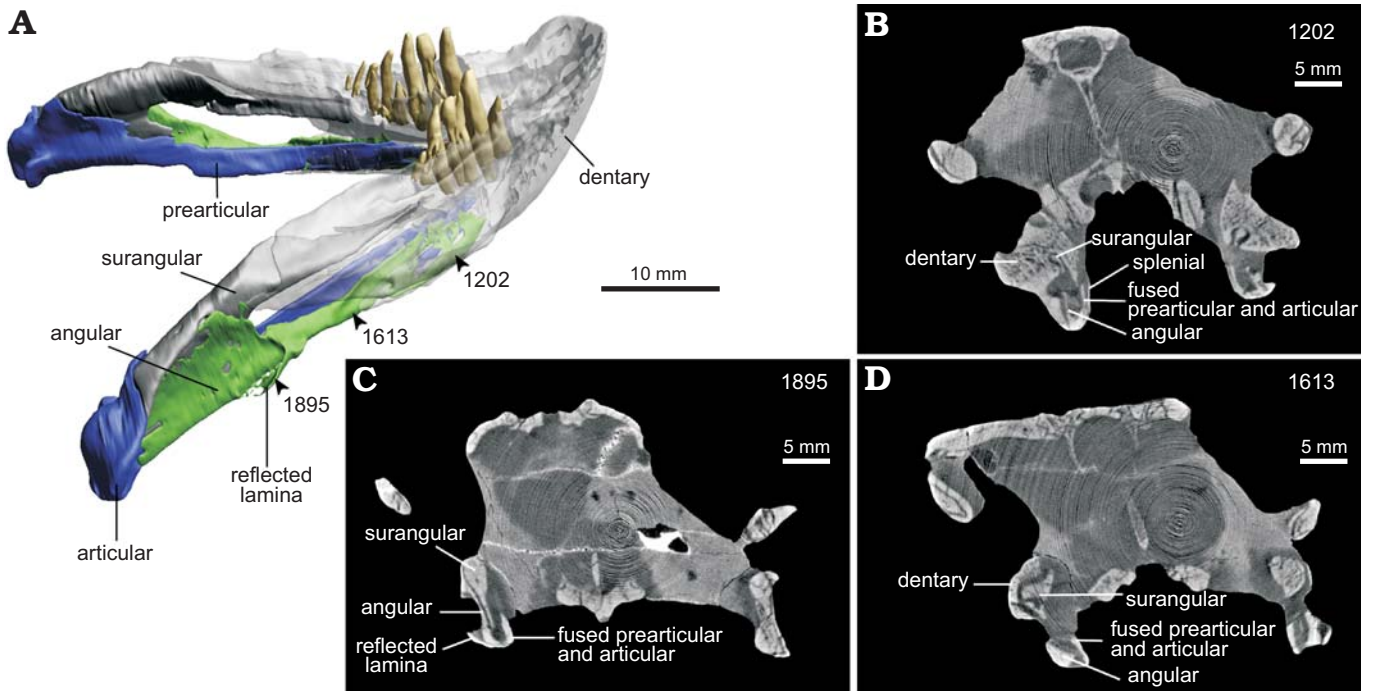 A
prearticular
surangular
angular
dentary
1202
10 mm
1613
1895
reflected
lamina
articular
B
1202
5 mm
dentary
surangular
splenial
fused
prearticular and articular
angular
C
1895
5 mm
surangular
angular
reflected
lamina
fused prearticular
and articular
D
1613
5 mm
dentary
surangular
fused prearticular
and articular
angular